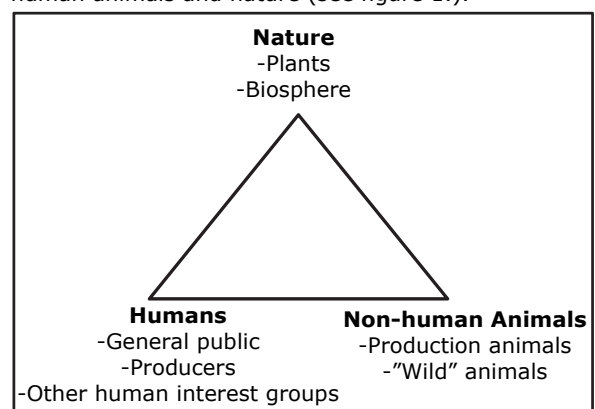 human animals and nature (see figure 1.).
Nature
-Plants
-Biosphere
Humans
-General public
-Producers
-Other human interest groups
Non-human Animals
-Production animals
-”Wild” animals